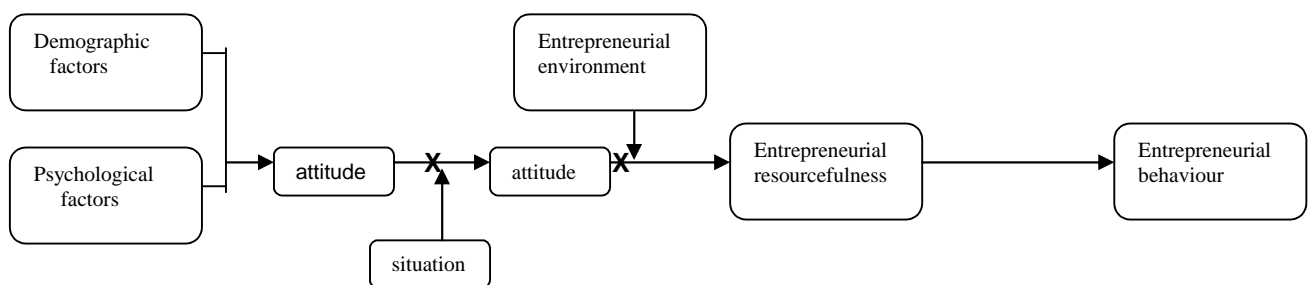 Demographic
factors
Psychological
factors
attitude
X
situation
attitude
Entrepreneurial
environment
X
Entrepreneurial
resourcefulness
Entrepreneurial
behaviour